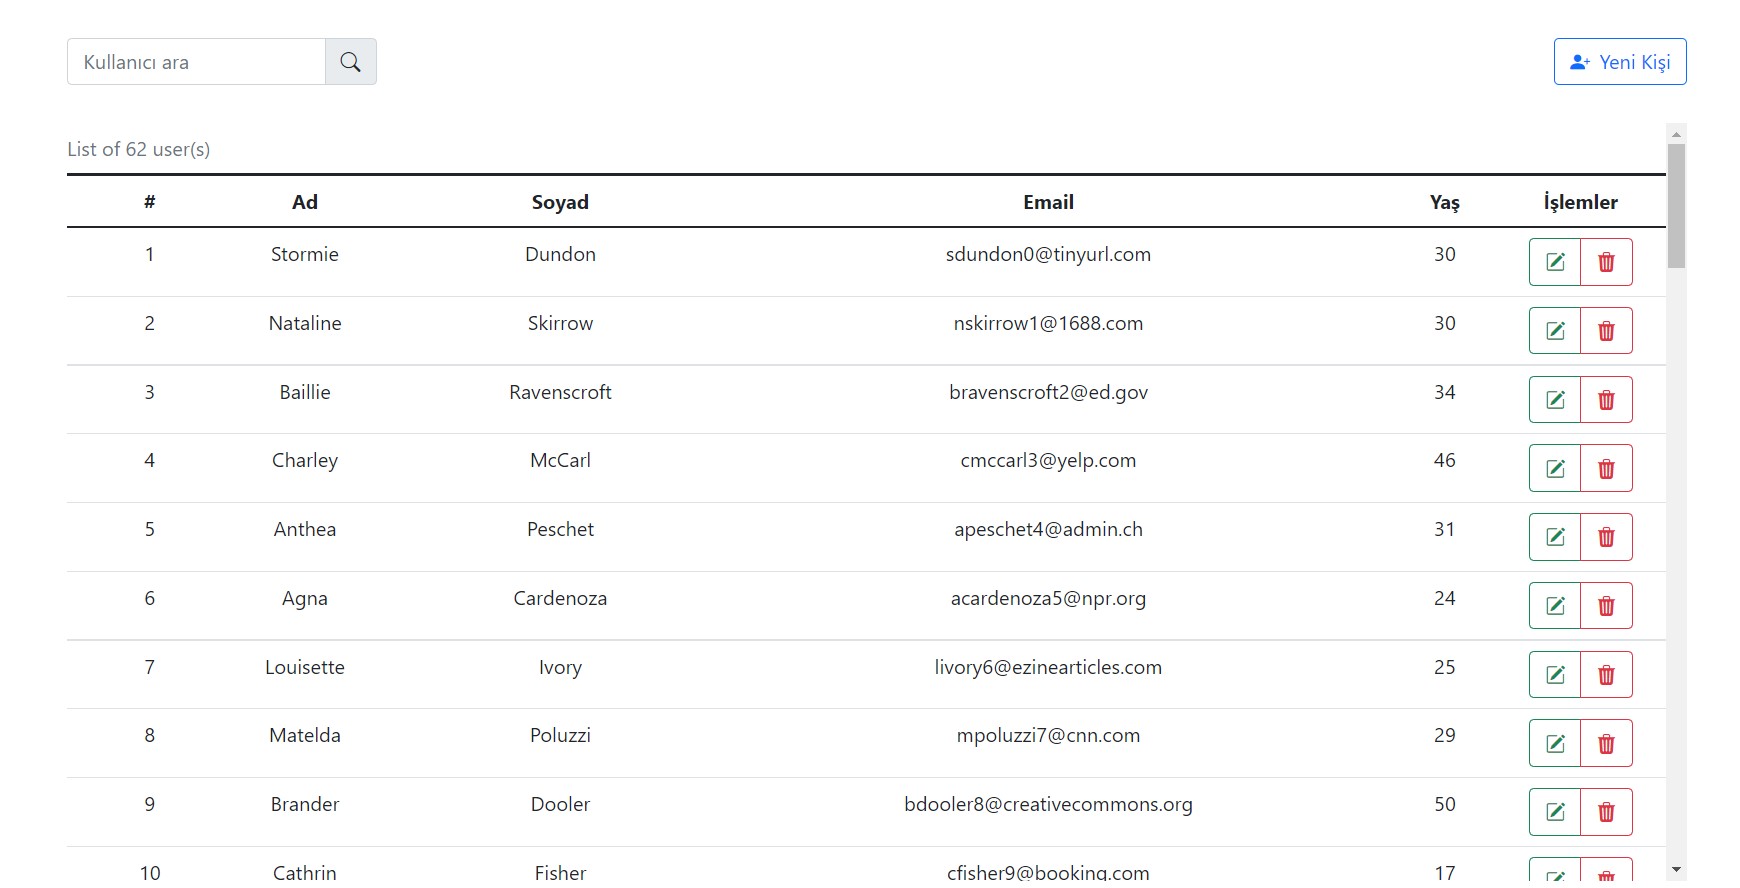 Kullanıcı ara
Yeni Kişi
List of 62 user(s)
# Ad Soyad Email Yaş İşlemler
1 Stormie Dundon sdundon0@tinyurl.com 30
2 Nataline Skirrow nskirrow1@1688.com 30
3 Baillie Ravenscroft bravenscroft2@ed.gov 34
4 Charley McCarl cmccarl3@yelp.com 46
5 Anthea Peschet apeschet4@admin.ch 31
6 Agna Cardenoza acardenoza5@npr.org 24
7 Louisette Ivory livory6@ezinearticles.com 25
8 Matelda Poluzzi mpoluzzi7@cnn.com 29
9 Brander Dooler bdooler8@creativecommons.org 50
10 Cathrin Fisher cfisher9@booking.com 17